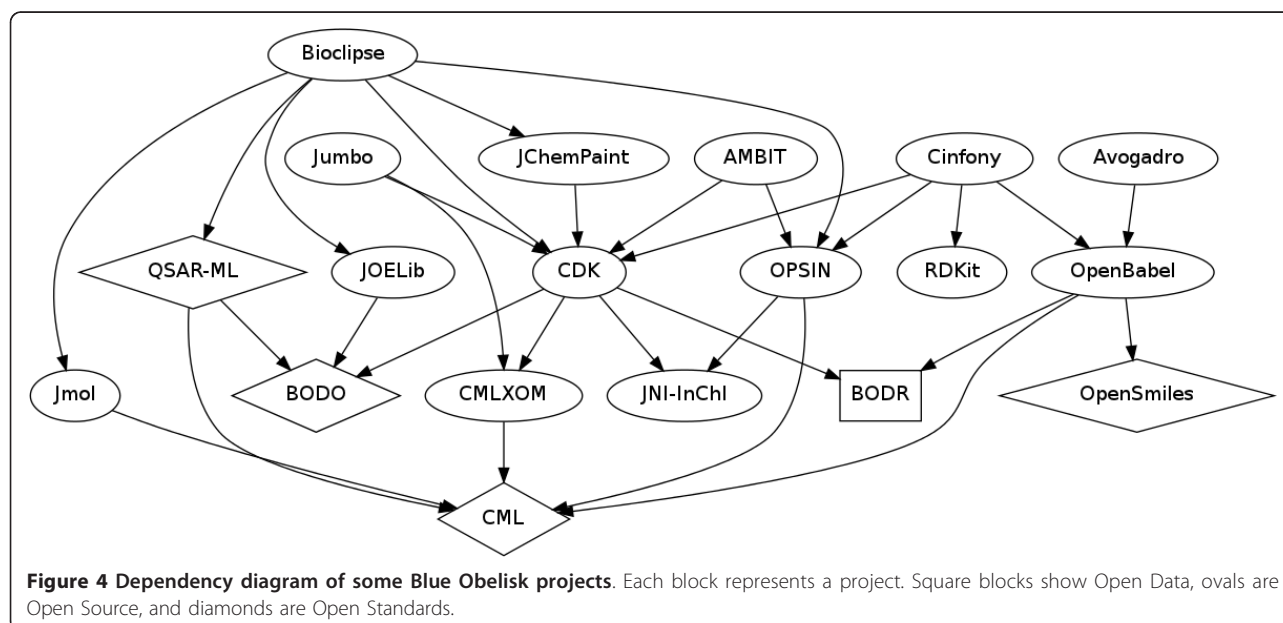 Bioclipse
Jumbo
JChemPaint
AMBIT
Cinfony
Avogadro
QSAR-ML
JOELib
CDK
OPSIN
RDKit
OpenBabel
Jmol
BODO
CMLXOM
JNI-InChI
BODR
OpenSmiles
CML
Figure 4 Dependency diagram of some Blue Obelisk projects. Each block represents a project. Square blocks show Open Data, ovals are
Open Source, and diamonds are Open Standards.